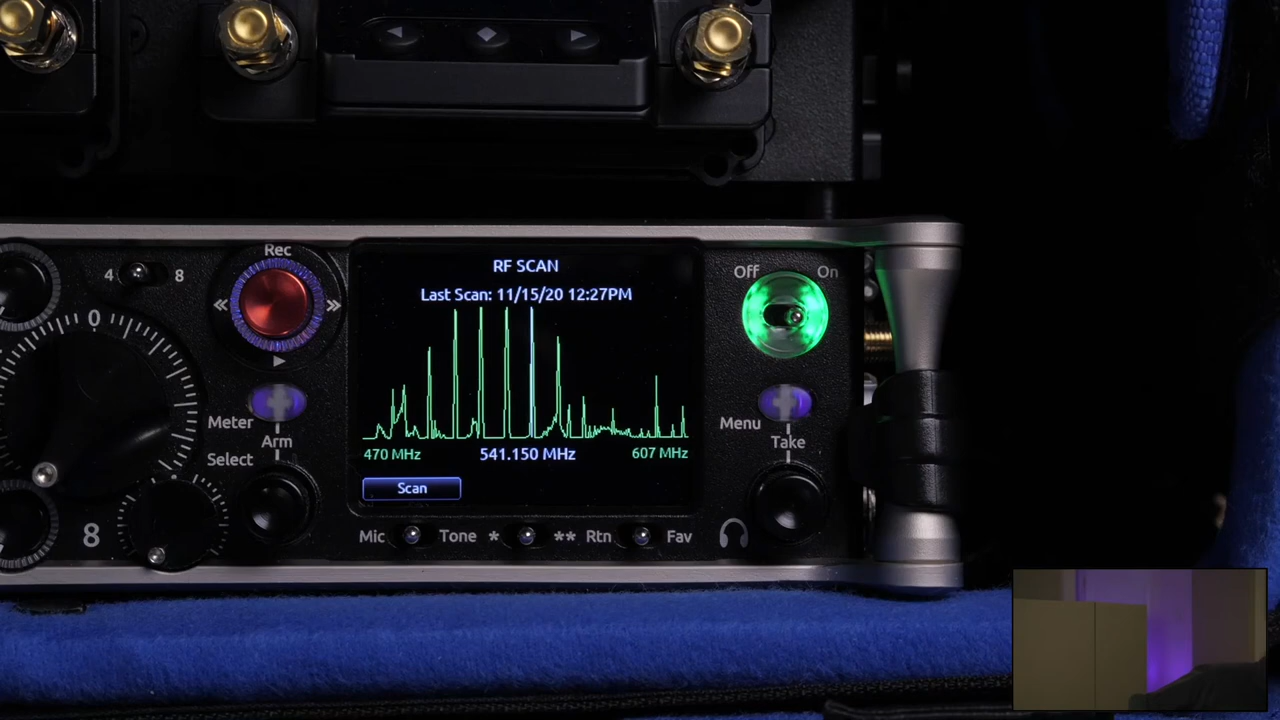 Rec
4 8
0
Meter
Arm
Select
8
RF SCAN
Last Scan: 11/15/20 12:27PM
470 MHz 541.150 MHz 607 MHz
Scan
Mic Tone * ** Rtn Fav
Off On
Menu
Take